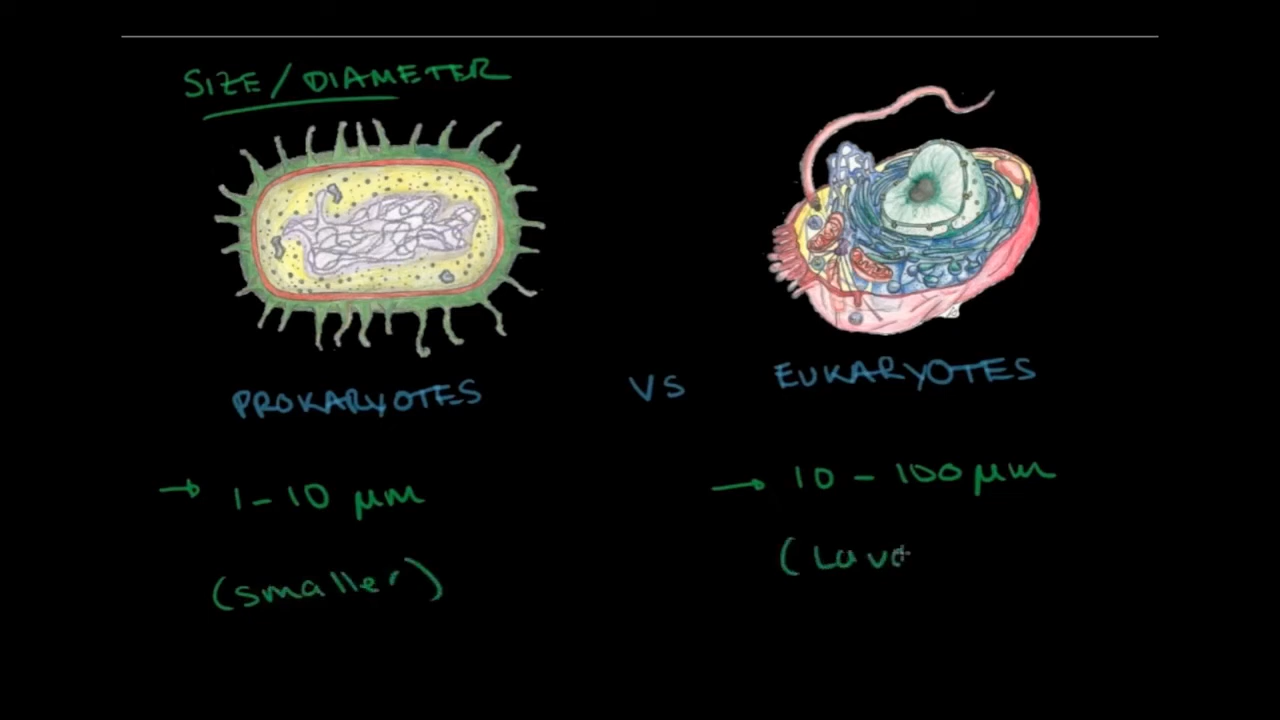 SIZE / DIAMETER
PROKARYOTES VS EUKARYOTES
→ 1-10 μm → 10 - 100 μm
(smaller)